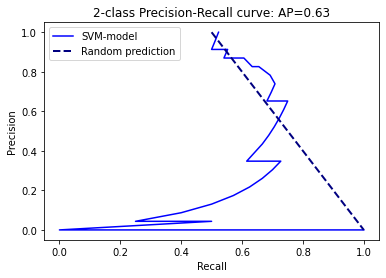 2-class Precision-Recall curve: AP=0.63
SVM-model
Random prediction
Precision
1.0
0.8
0.6
0.4
0.2
0.0
0.0 0.2 0.4 0.6 0.8 1.0
Recall